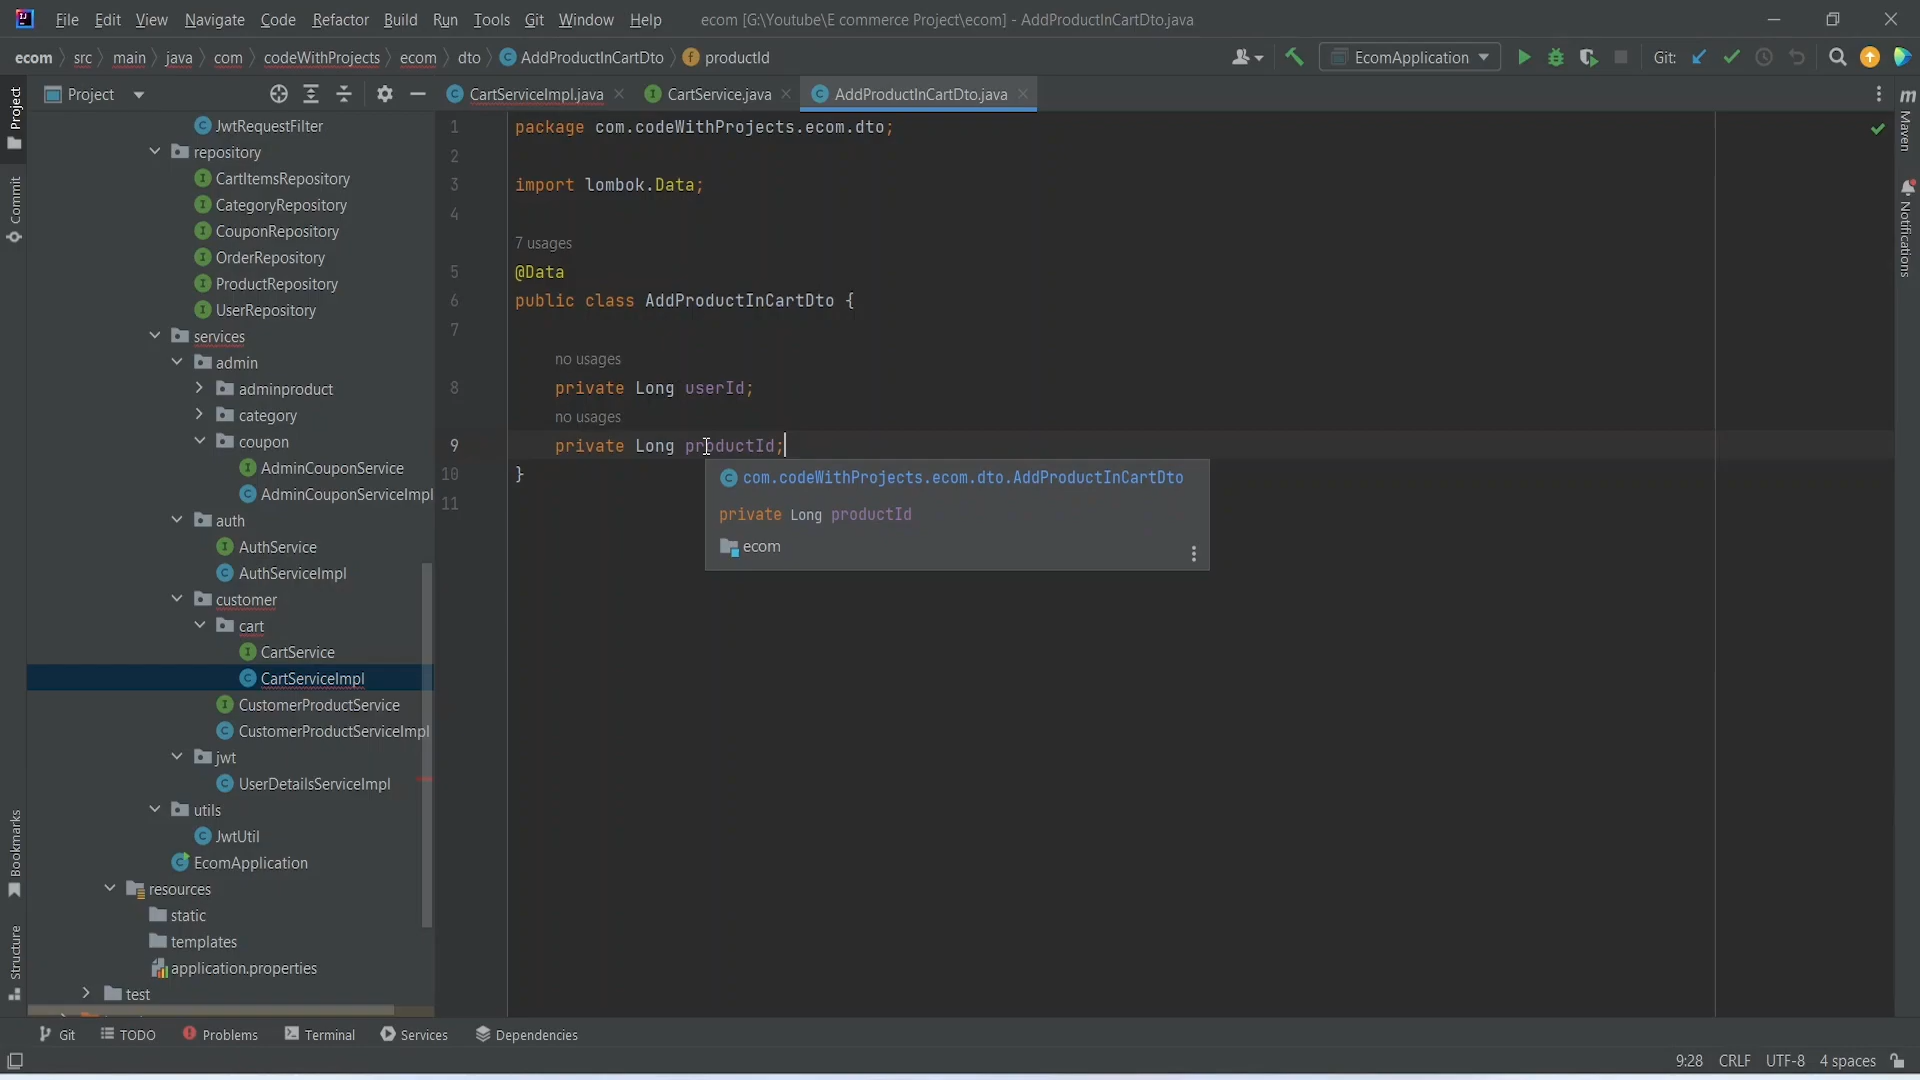 File Edit View Navigate Code Refactor Build Run Tools Git Window Help ecom [G:\Youtube\E commerce Project\ecom] - AddProductInCartDto.java
ecom src main java com codeWithProjects ecom dto AddProductInCartDto productId EcomApplication Git:
Project CartServiceImpl.java CartService.java AddProductInCartDto.java
Project
Commit
Bookmarks
Structure
JwtRequestFilter
repository
CartItemsRepository
CategoryRepository
CouponRepository
OrderRepository
ProductRepository
UserRepository
services
admin
adminproduct
category
coupon
AdminCouponService
AdminCouponServiceImpl
auth
AuthService
AuthServiceImpl
customer
cart
CartService
CartServiceImpl
CustomerProductService
CustomerProductServiceImpl
jwt
UserDetailsServiceImpl
utils
JwtUtil
EcomApplication
resources
static
templates
application.properties
test
1 package com.codeWithProjects.ecom.dto;
2
3 import lombok.Data;
4
7 usages
5 @Data
6 public class AddProductInCartDto {
7
no usages
8 private Long userId;
no usages
9 private Long productId;
10 }
11
com.codeWithProjects.ecom.dto.AddProductInCartDto
private Long productId
ecom
m Maven
Notifications
Git TODO Problems Terminal Services Dependencies
9:28 CRLF UTF-8 4 spaces